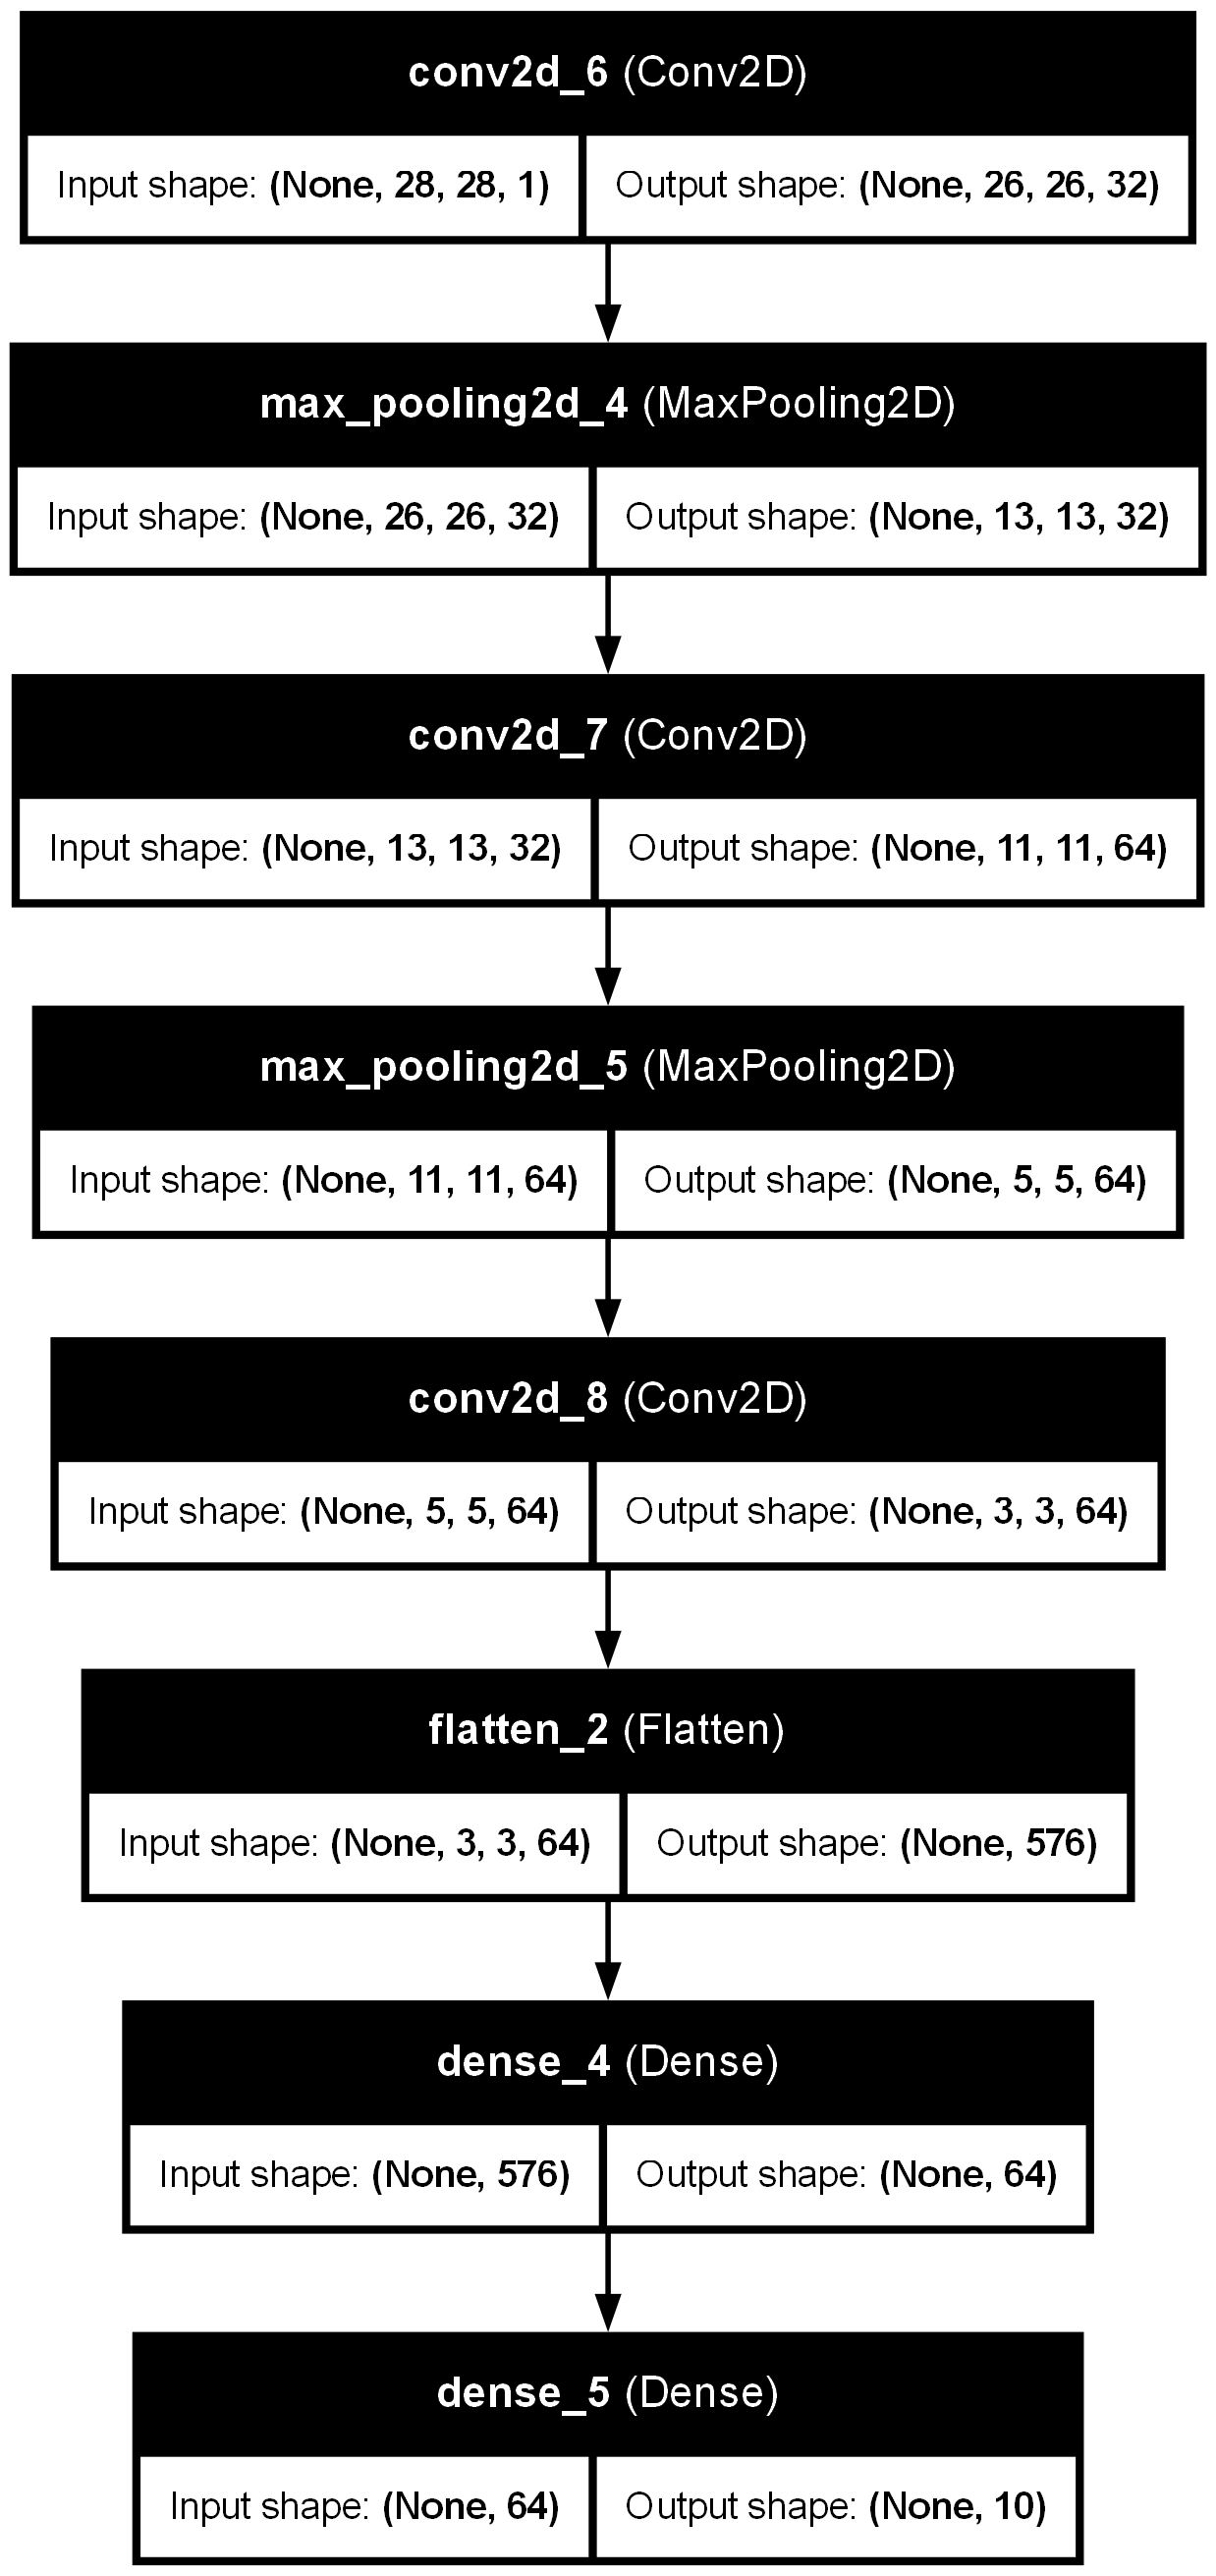 conv2d_6 (Conv2D)
Input shape: (None, 28, 28, 1) Output shape: (None, 26, 26, 32)
max_pooling2d_4 (MaxPooling2D)
Input shape: (None, 26, 26, 32) Output shape: (None, 13, 13, 32)
conv2d_7 (Conv2D)
Input shape: (None, 13, 13, 32) Output shape: (None, 11, 11, 64)
max_pooling2d_5 (MaxPooling2D)
Input shape: (None, 11, 11, 64) Output shape: (None, 5, 5, 64)
conv2d_8 (Conv2D)
Input shape: (None, 5, 5, 64) Output shape: (None, 3, 3, 64)
flatten_2 (Flatten)
Input shape: (None, 3, 3, 64) Output shape: (None, 576)
dense_4 (Dense)
Input shape: (None, 576) Output shape: (None, 64)
dense_5 (Dense)
Input shape: (None, 64) Output shape: (None, 10)